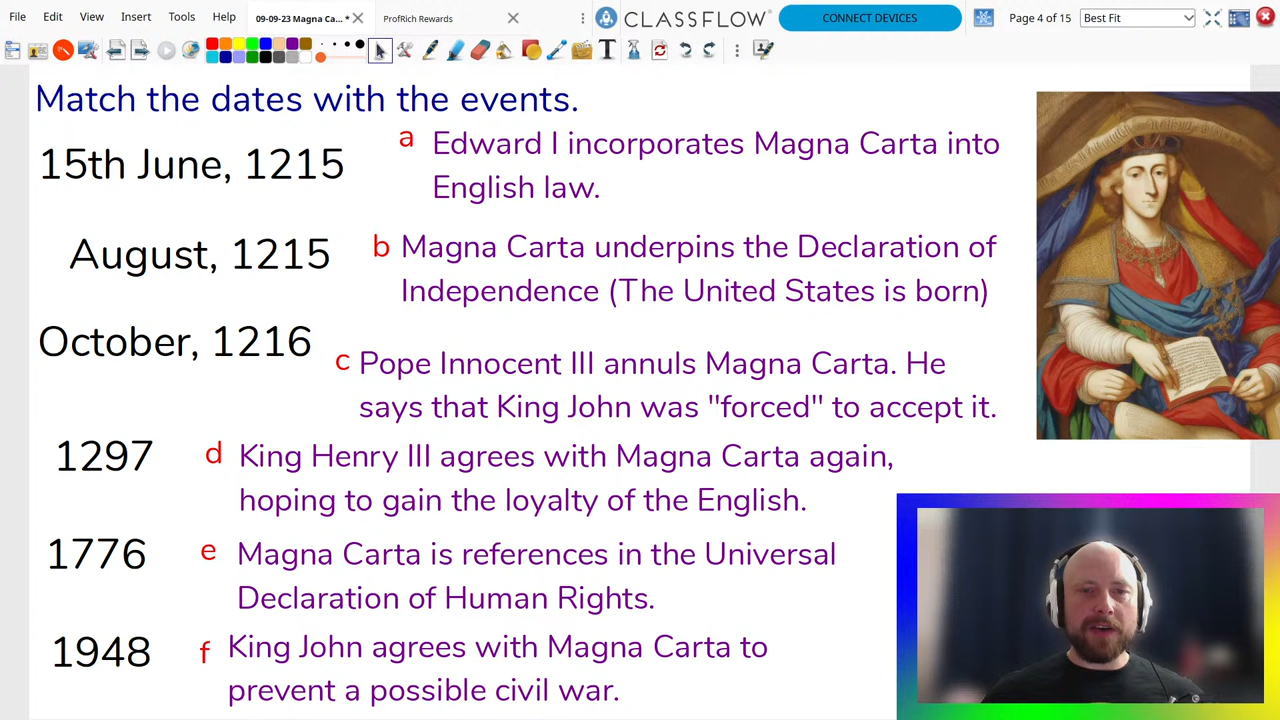 File Edit View Insert Tools Help 09-09-23 Magna Ca... * ProfRich Rewards CLASSFLOW CONNECT DEVICES Page 4 of 15 Best Fit
Match the dates with the events.
15th June, 1215
a Edward I incorporates Magna Carta into
English law.
August, 1215
b Magna Carta underpins the Declaration of
Independence (The United States is born)
October, 1216
c Pope Innocent III annuls Magna Carta. He
says that King John was "forced" to accept it.
1297
d King Henry III agrees with Magna Carta again,
hoping to gain the loyalty of the English.
1776
e Magna Carta is references in the Universal
Declaration of Human Rights.
1948
f King John agrees with Magna Carta to
prevent a possible civil war.